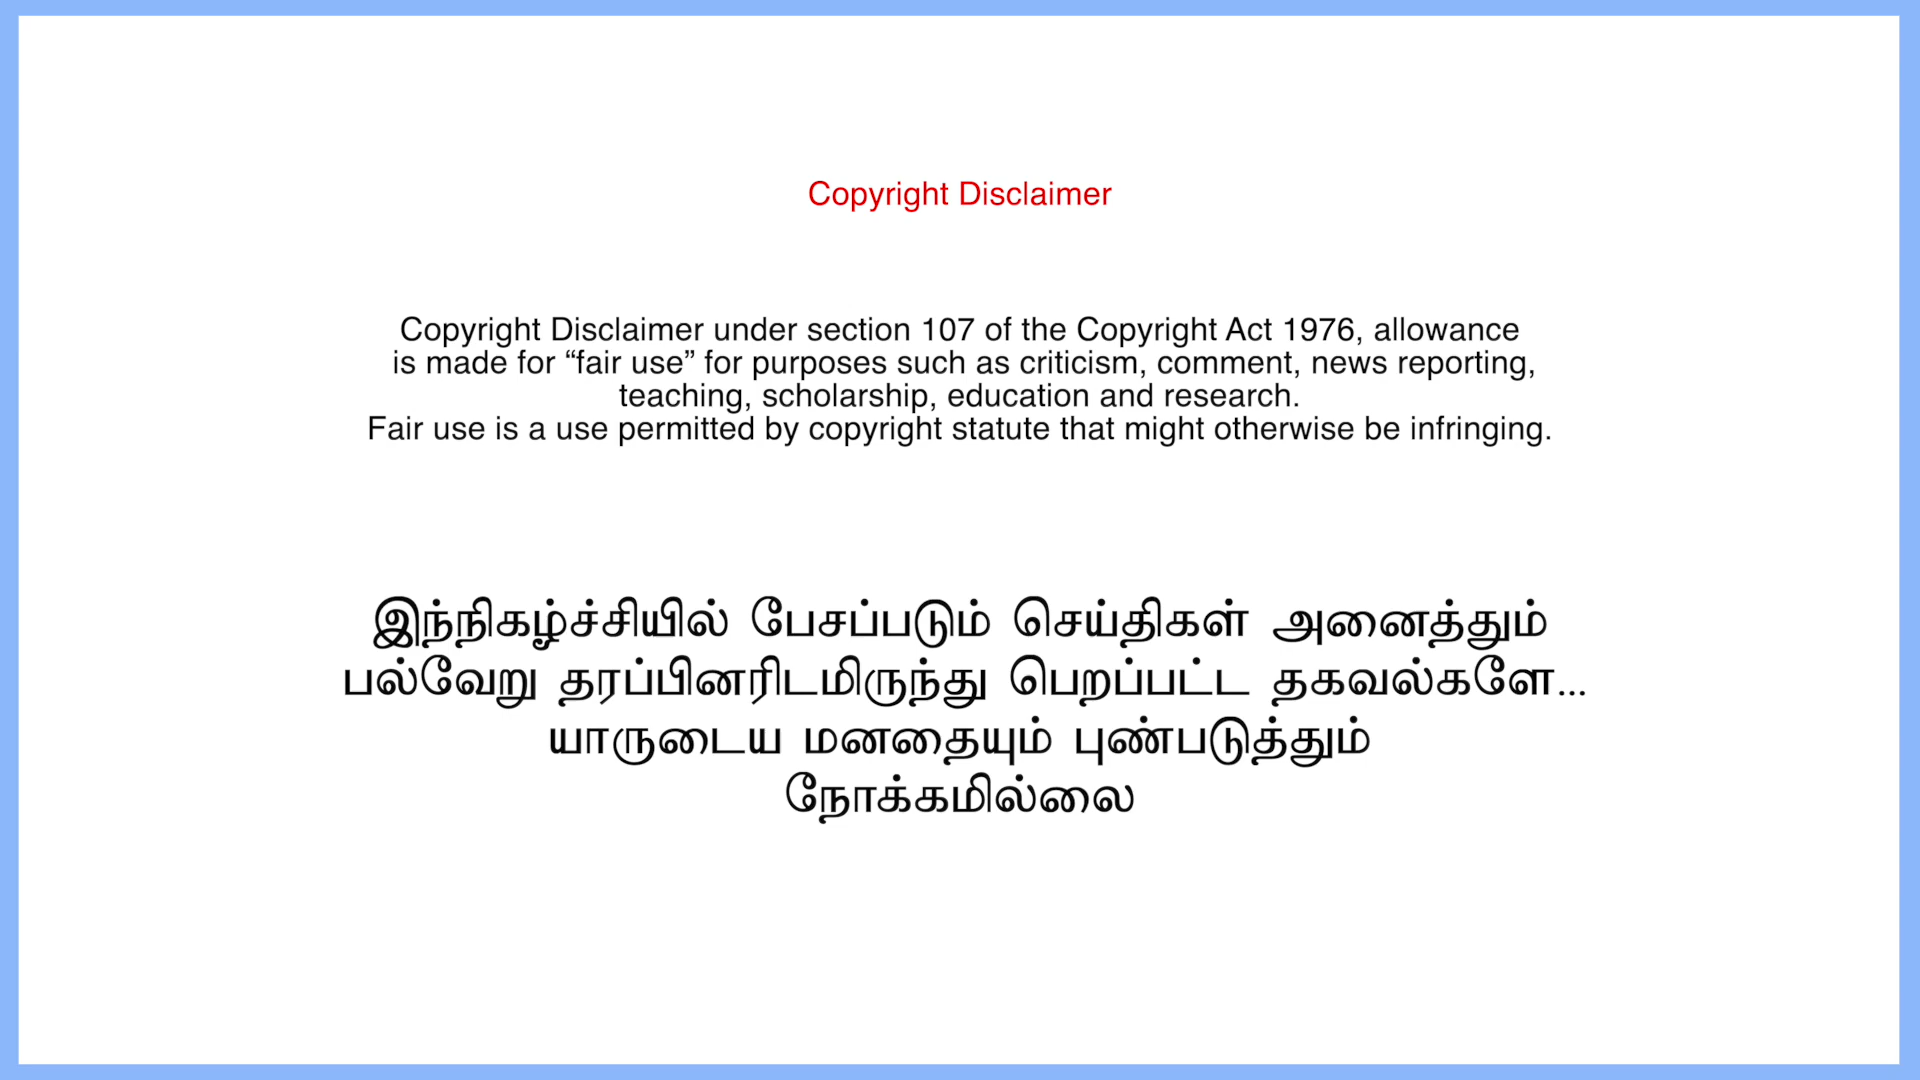 Copyright Disclaimer
Copyright Disclaimer under section 107 of the Copyright Act 1976, allowance
is made for “fair use” for purposes such as criticism, comment, news reporting,
teaching, scholarship, education and research.
Fair use is a use permitted by copyright statute that might otherwise be infringing.
இந்நிகழ்ச்சியில் பேசப்படும் செய்திகள் அனைத்தும்
பல்வேறு தரப்பினரிடமிருந்து பெறப்பட்ட தகவல்களே...
யாருடைய மனதையும் புண்படுத்தும்
நோக்கமில்லை